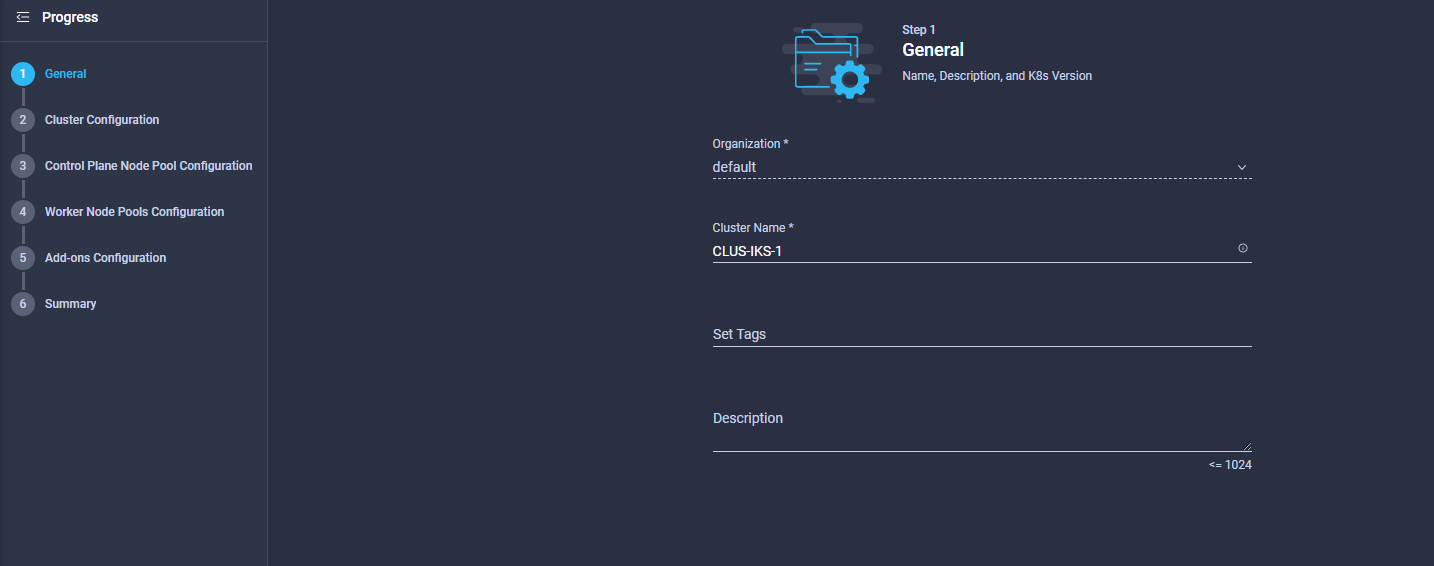 Progress
1 General
2 Cluster Configuration
3 Control Plane Node Pool Configuration
4 Worker Node Pools Configuration
5 Add-ons Configuration
6 Summary
Step 1
General
Name, Description, and K8s Version
Organization *
default
Cluster Name *
CLUS-IKS-1
Set Tags
Description
<= 1024